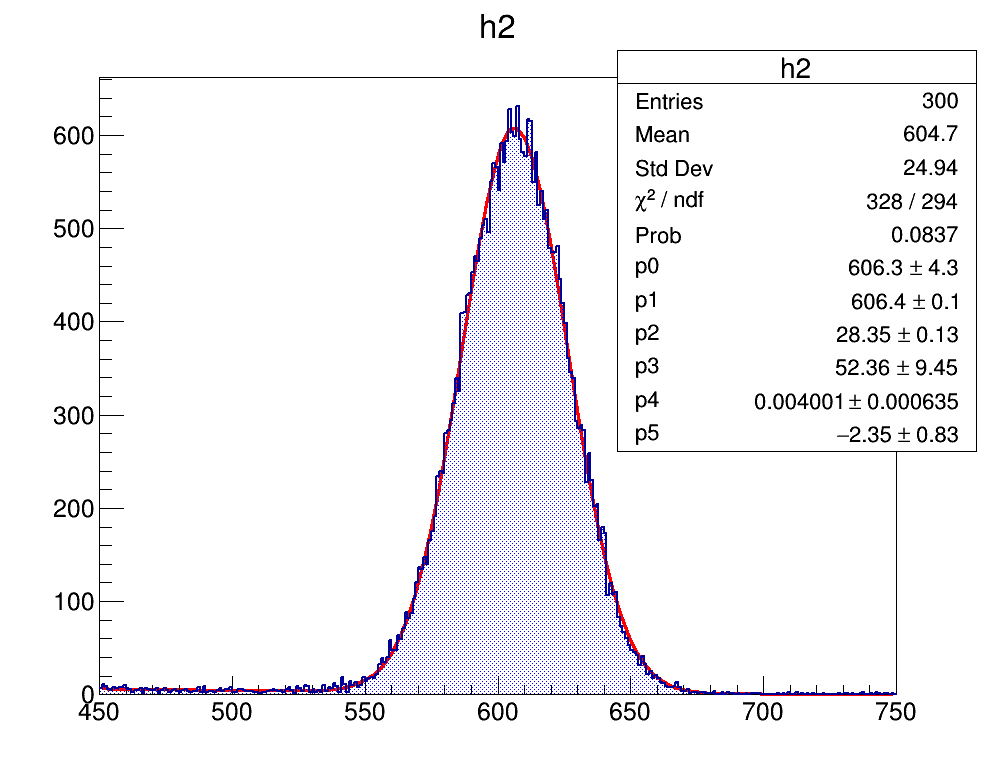 h2
h2
Entries 300
Mean 604.7
Std Dev 24.94
χ² / ndf 328 / 294
Prob 0.0837
p0 606.3 ± 4.3
p1 606.4 ± 0.1
p2 28.35 ± 0.13
p3 52.36 ± 9.45
p4 0.004001 ± 0.000635
p5 −2.35 ± 0.83
600
500
400
300
200
100
0
450 500 550 600 650 700 750